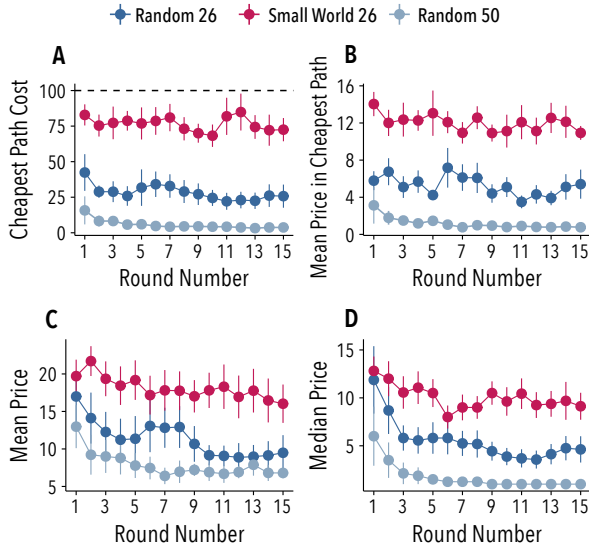 Random 26 Small World 26 Random 50
A
Cheapest Path Cost
100
75
50
25
0
1 3 5 7 9 11 13 15
Round Number
B
Mean Price in Cheapest Path
16
12
8
4
0
1 3 5 7 9 11 13 15
Round Number
C
Mean Price
20
15
10
5
1 3 5 7 9 11 13 15
Round Number
D
Median Price
15
10
5
1 3 5 7 9 11 13 15
Round Number